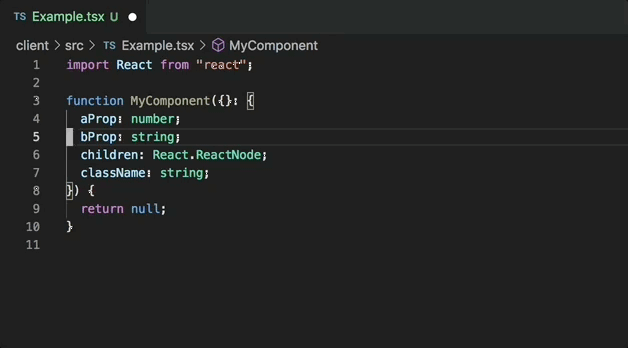 TS Example.tsx U ●
client > src > TS Example.tsx > MyComponent
1 import React from "react";
2
3 function MyComponent({}: {
4 aProp: number;
5 bProp: string;
6 children: React.ReactNode;
7 className: string;
8 }) {
9 return null;
10 }
11